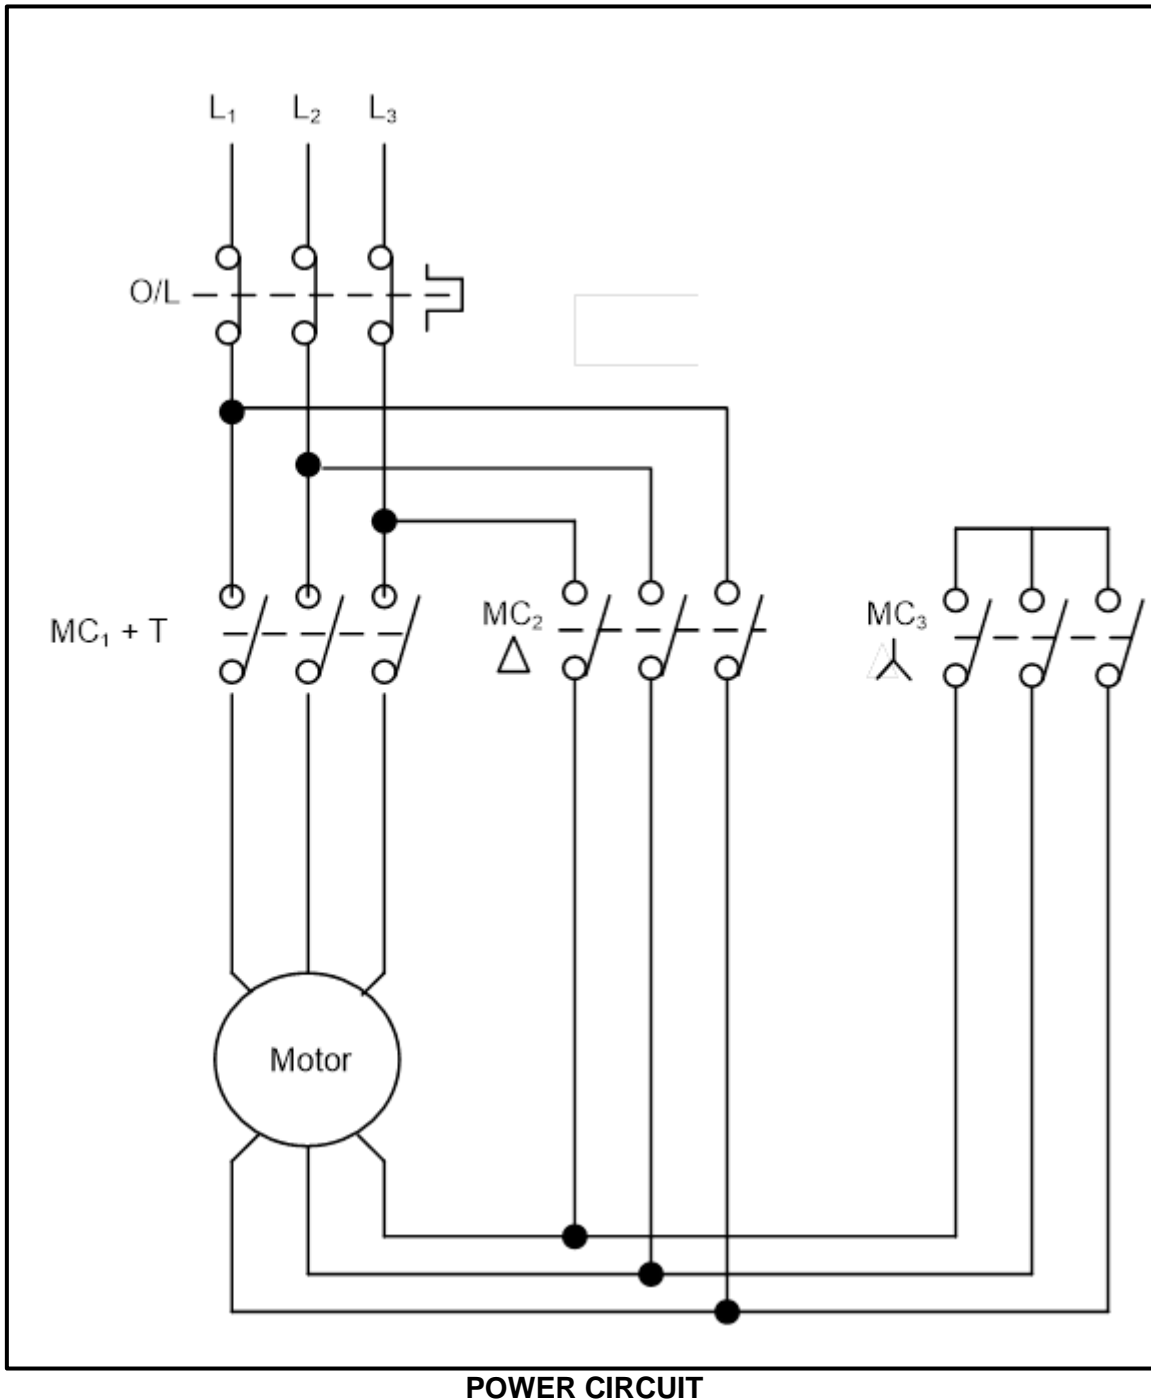 L₁ L₂ L₃
O/L
MC₁ + T
MC₂
MC₃
Motor
POWER CIRCUIT